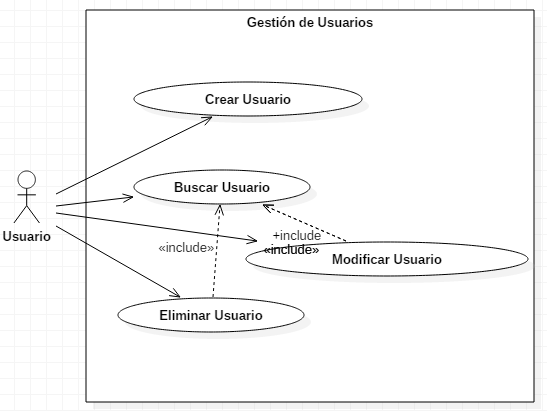 Gestión de Usuarios
Crear Usuario
Buscar Usuario
Usuario
+include
«include»
«include»
Modificar Usuario
Eliminar Usuario